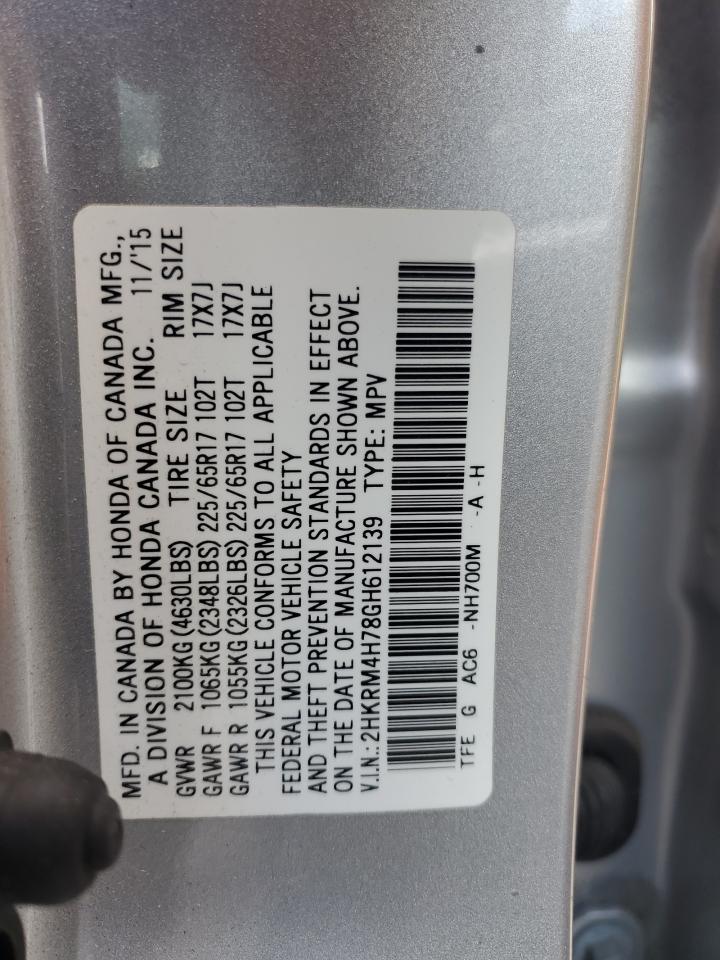 MFD. IN CANADA BY HONDA OF CANADA MFG.,
A DIVISION OF HONDA CANADA INC. 11/'15
GVWR 2100KG(4630LBS) TIRE SIZE RIM SIZE
GAWR F 1065KG(2348LBS) 225/65R17 102T 17X7J
GAWR R 1055KG(2326LBS) 225/65R17 102T 17X7J
THIS VEHICLE CONFORMS TO ALL APPLICABLE
FEDERAL MOTOR VEHICLE SAFETY
AND THEFT PREVENTION STANDARDS IN EFFECT
ON THE DATE OF MANUFACTURE SHOWN ABOVE.
V.I.N.: 2HKRM4H78GH612139 TYPE: MPV
TFE G AC6 -NH700M -A -H